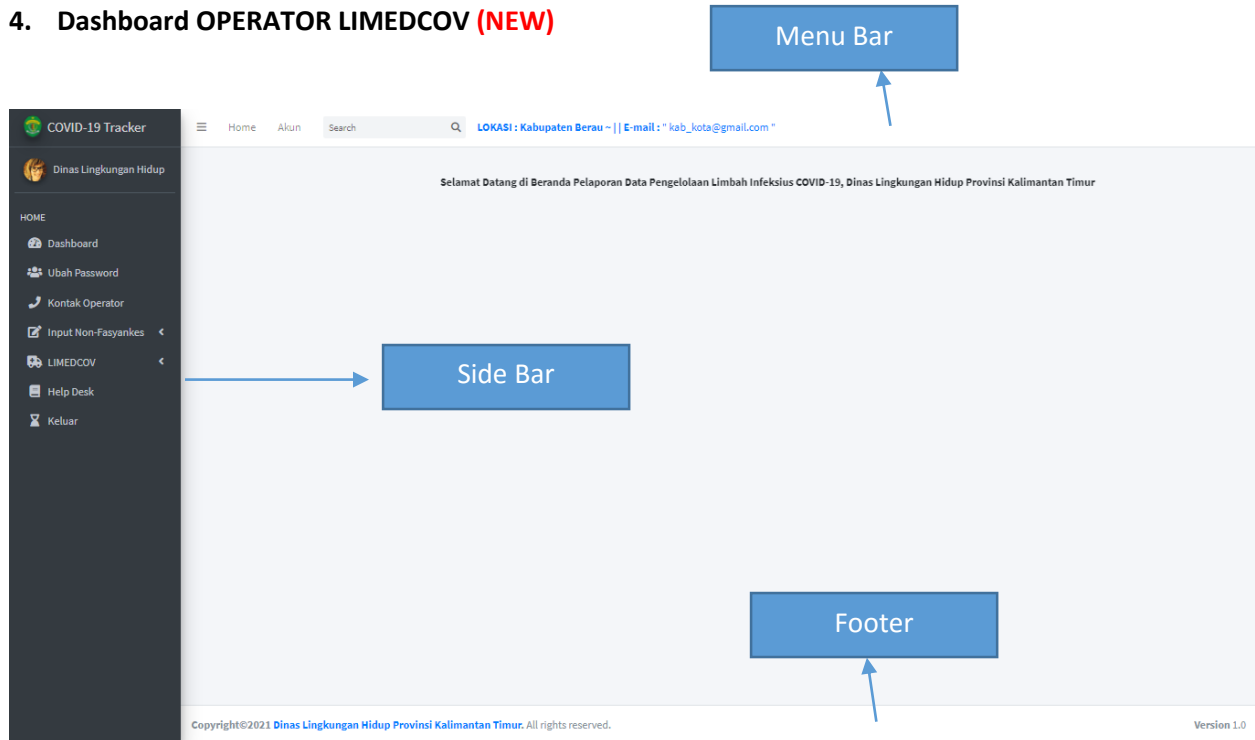 4. Dashboard OPERATOR LIMEDCOV (NEW)
Menu Bar
COVID-19 Tracker
Home Akun Search LOKASI : Kabupaten Berau ~ || E-mail : " kab_kota@gmail.com "
Dinas Lingkungan Hidup
Selamat Datang di Beranda Pelaporan Data Pengelolaan Limbah Infeksius COVID-19, Dinas Lingkungan Hidup Provinsi Kalimantan Timur
HOME
Dashboard
Ubah Password
Kontak Operator
Input Non-Fasyankes
LIMEDCOV
Help Desk
Keluar
Side Bar
Footer
Copyright©2021 Dinas Lingkungan Hidup Provinsi Kalimantan Timur. All rights reserved.
Version 1.0